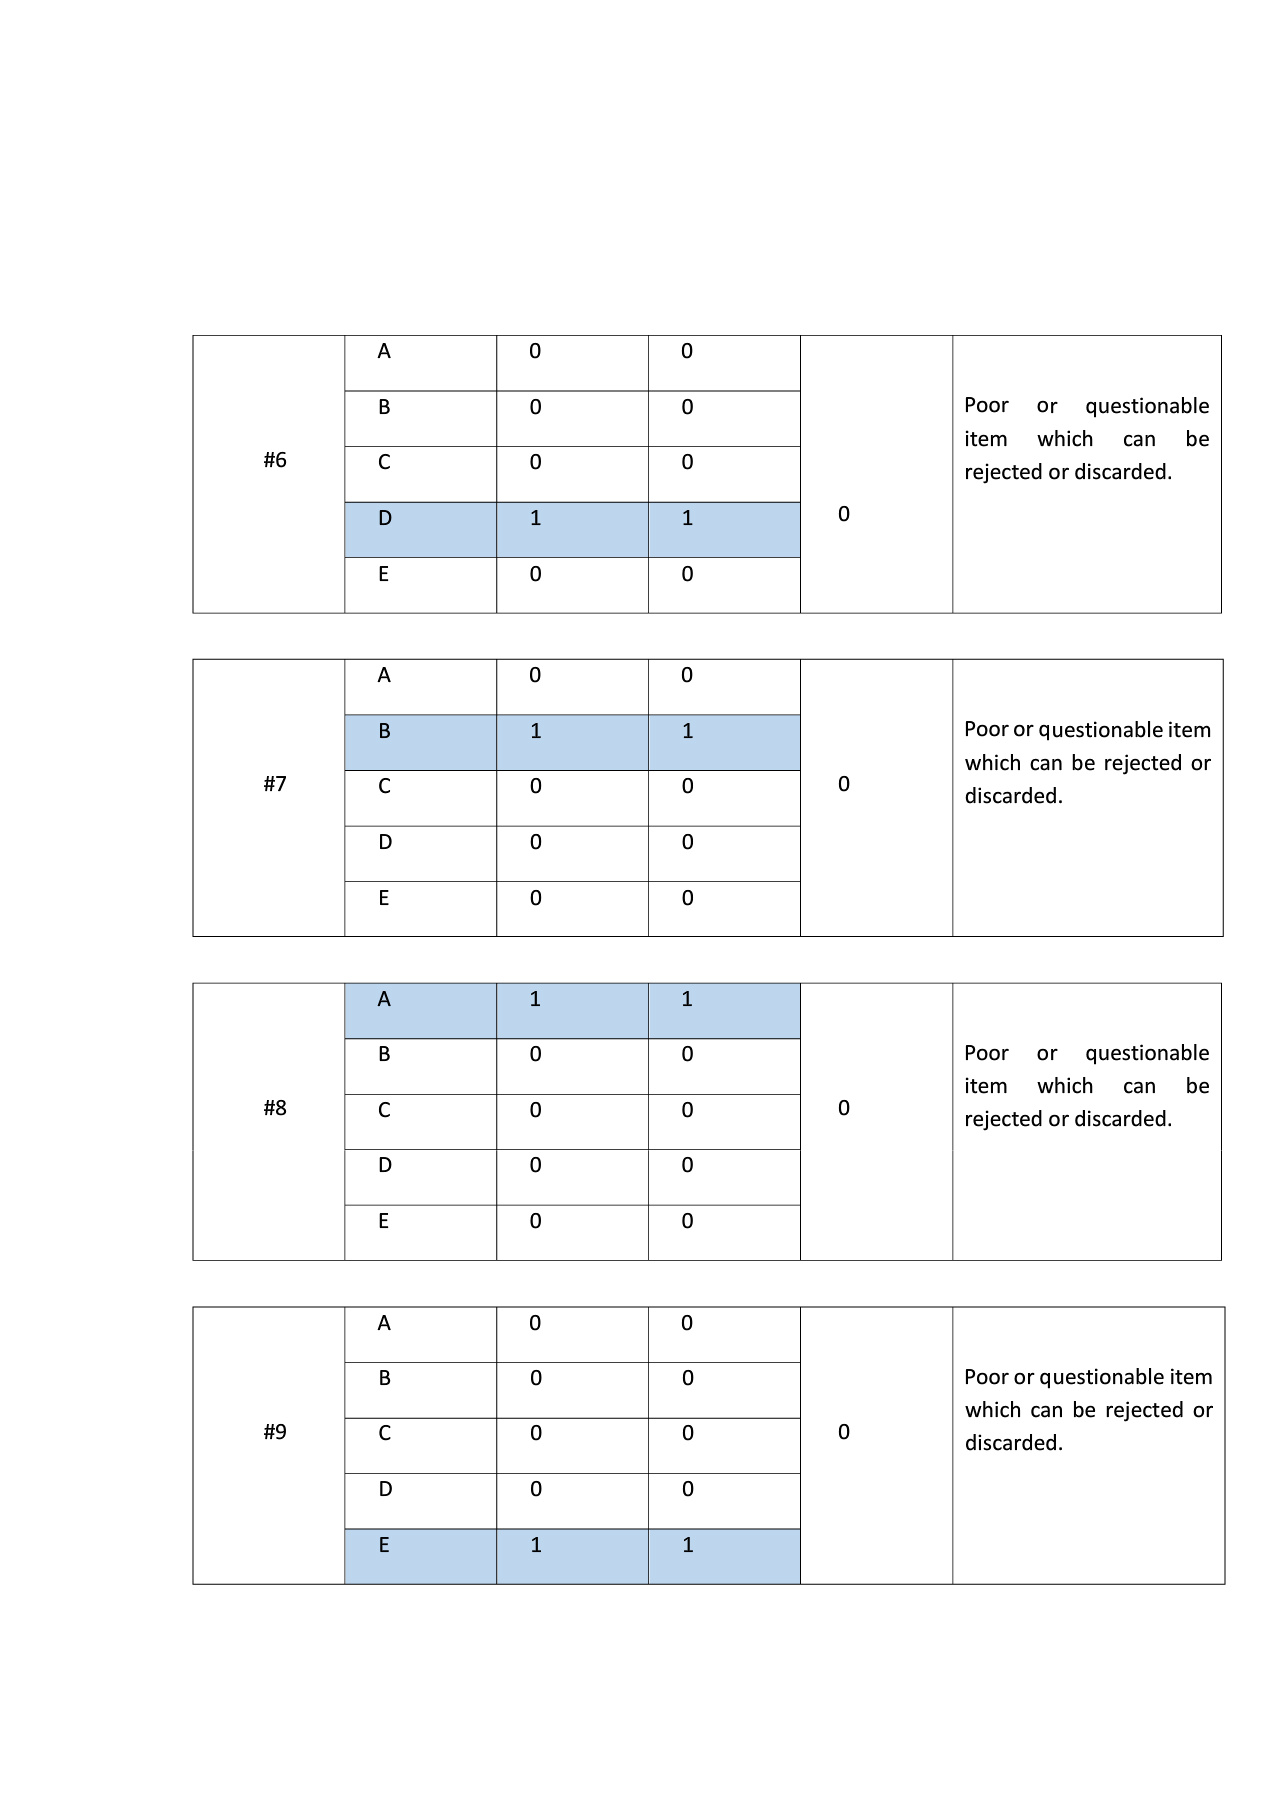 A 0 0
B 0 0
C 0 0
D 1 1
E 0 0
#6
0
Poor or questionable
item which can be
rejected or discarded.
A 0 0
B 1 1
C 0 0
D 0 0
E 0 0
#7
0
Poor or questionable item
which can be rejected or
discarded.
A 1 1
B 0 0
C 0 0
D 0 0
E 0 0
#8
0
Poor or questionable
item which can be
rejected or discarded.
A 0 0
B 0 0
C 0 0
D 0 0
E 1 1
#9
0
Poor or questionable item
which can be rejected or
discarded.